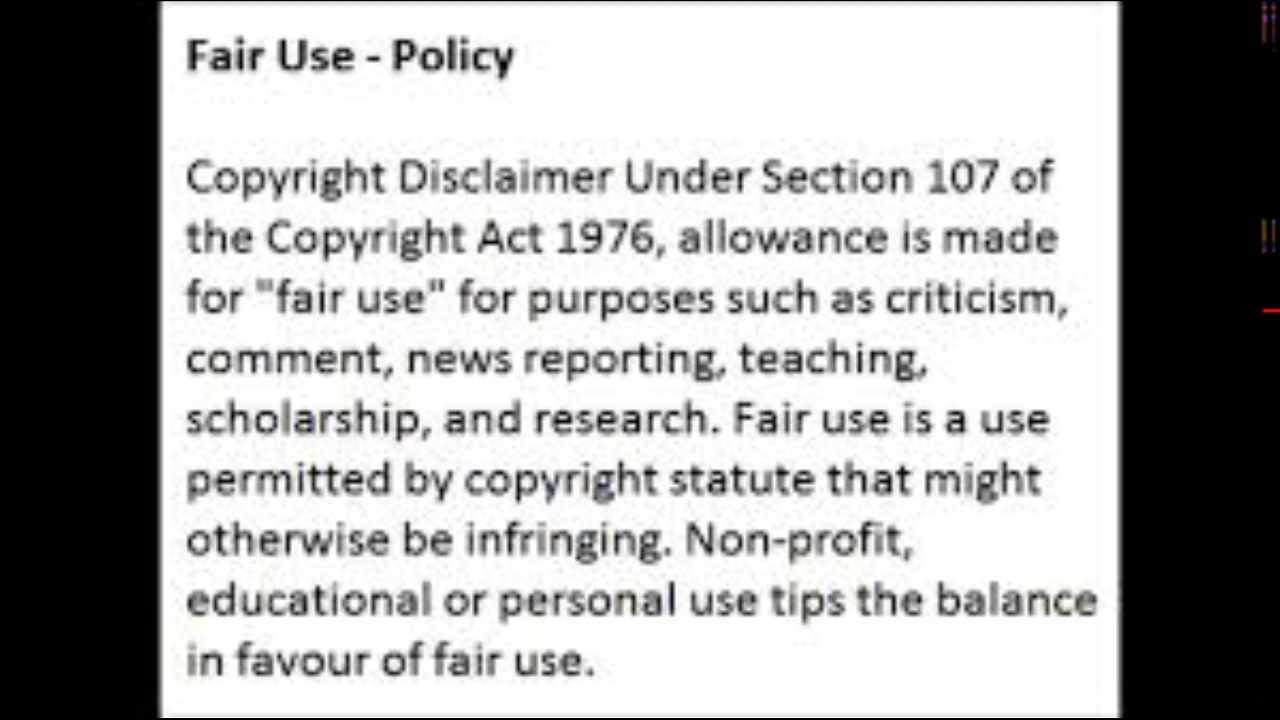 Fair Use - Policy
Copyright Disclaimer Under Section 107 of
the Copyright Act 1976, allowance is made
for "fair use" for purposes such as criticism,
comment, news reporting, teaching,
scholarship, and research. Fair use is a use
permitted by copyright statute that might
otherwise be infringing. Non-profit,
educational or personal use tips the balance
in favour of fair use.